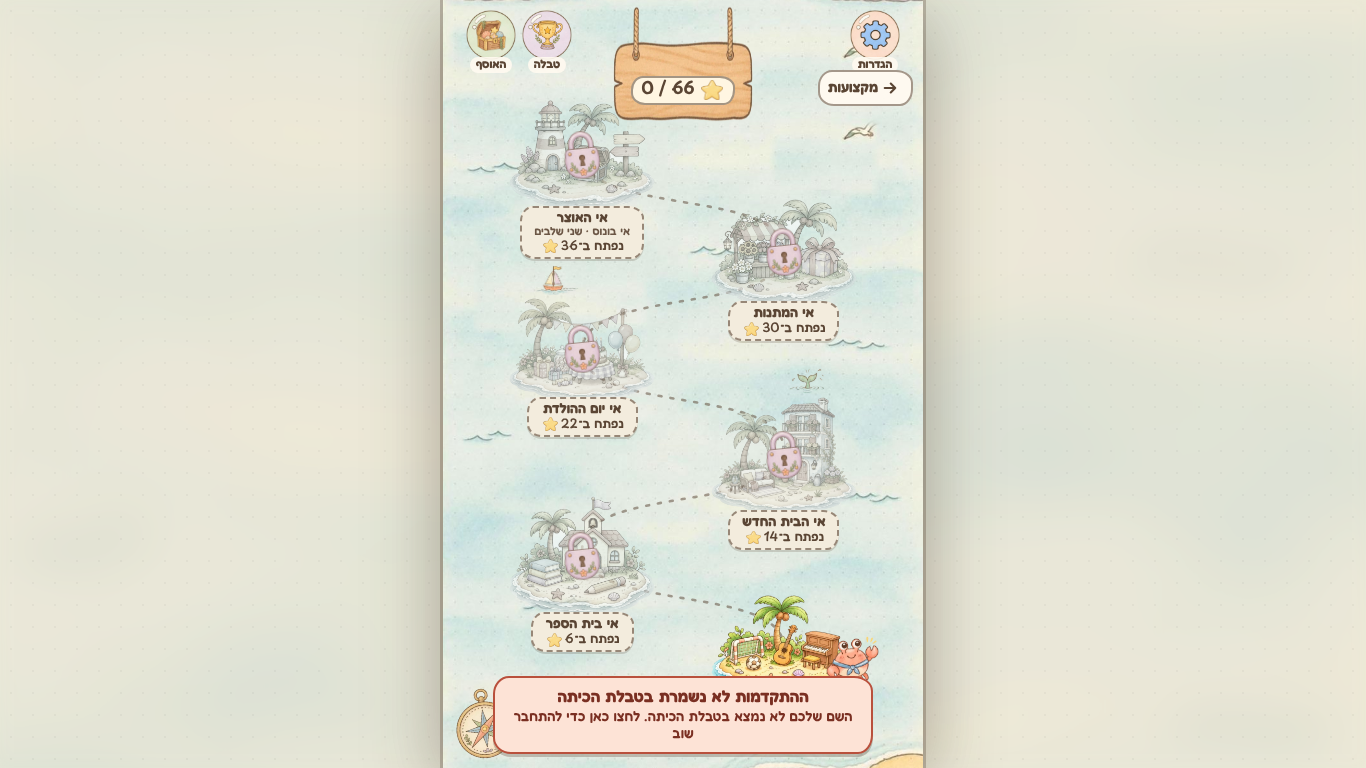 הגדרות
טבלה
האוסף
0 / 66
מקצועות →
אי האוצר
אי בונוס · שני שלבים
נפתח ב־36
אי המתנות
נפתח ב־30
אי יום ההולדת
נפתח ב־22
אי הבית החדש
נפתח ב־14
אי בית הספר
נפתח ב־6
ההתקדמות לא נשמרת בטבלת הכיתה
השם שלכם לא נמצא בטבלת הכיתה. לחצו כאן כדי להתחבר
שוב